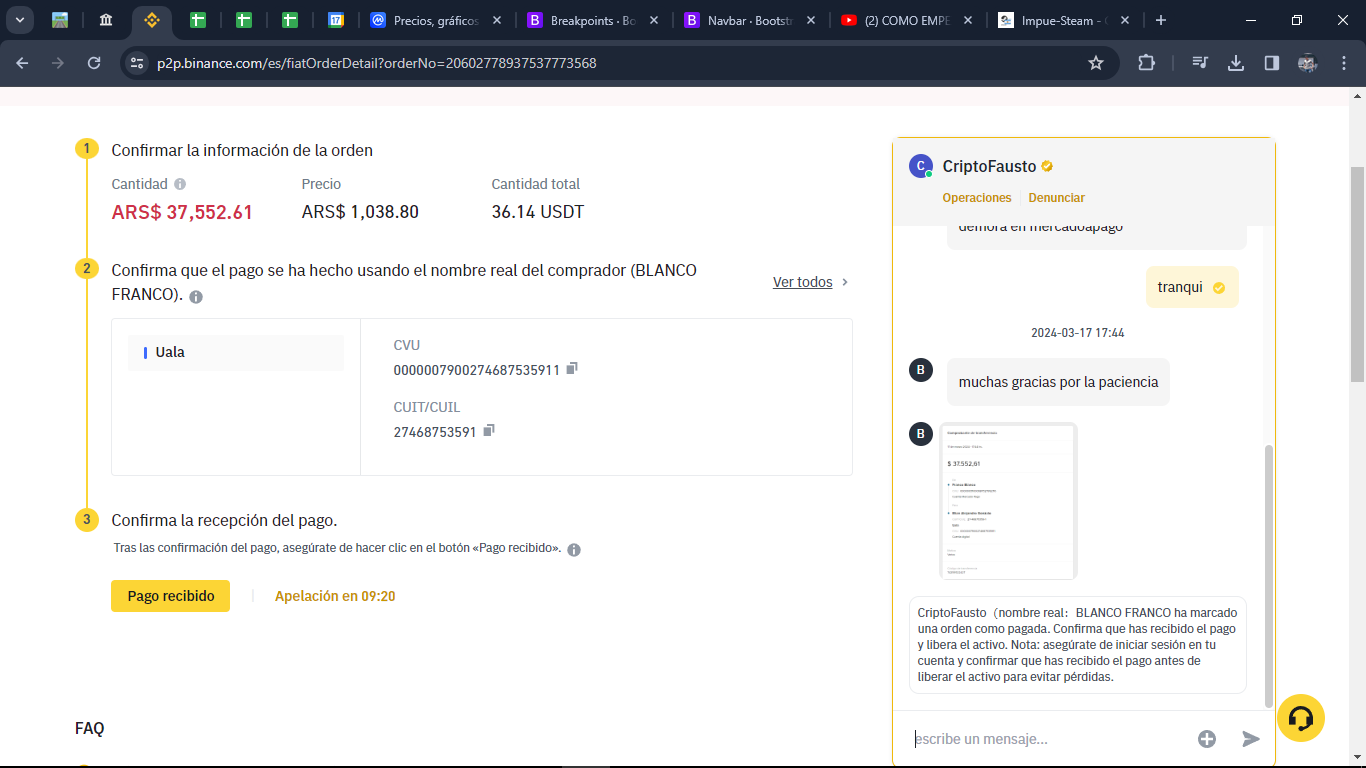 17
Precios, gráficos
Breakpoints · Bo
Navbar · Bootstr
(2) COMO EMPE
Impue-Steam -
p2p.binance.com/es/fiatOrderDetail?orderNo=20602778937537773568
1
Confirmar la información de la orden
Cantidad
Precio
Cantidad total
ARS$ 37,552.61
ARS$ 1,038.80
36.14 USDT
2
Confirma que el pago se ha hecho usando el nombre real del comprador (BLANCO
FRANCO).
Ver todos
Uala
CVU
0000007900274687535911
CUIT/CUIL
27468753591
3
Confirma la recepción del pago.
Tras las confirmación del pago, asegúrate de hacer clic en el botón «Pago recibido».
Pago recibido
Apelación en 09:20
FAQ
C
CriptoFausto
Operaciones
Denunciar
demora en mercadoapago
tranqui
2024-03-17 17:44
B
muchas gracias por la paciencia
B
$ 37.552,61
CriptoFausto（nombre real： BLANCO FRANCO ha marcado
una orden como pagada. Confirma que has recibido el pago
y libera el activo. Nota: asegúrate de iniciar sesión en tu
cuenta y confirmar que has recibido el pago antes de
liberar el activo para evitar pérdidas.
escribe un mensaje...